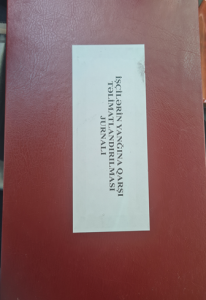 İŞÇİLƏRİN YANĞINA QARŞI
TƏLİMATLANDIRILMASI
JURNALI